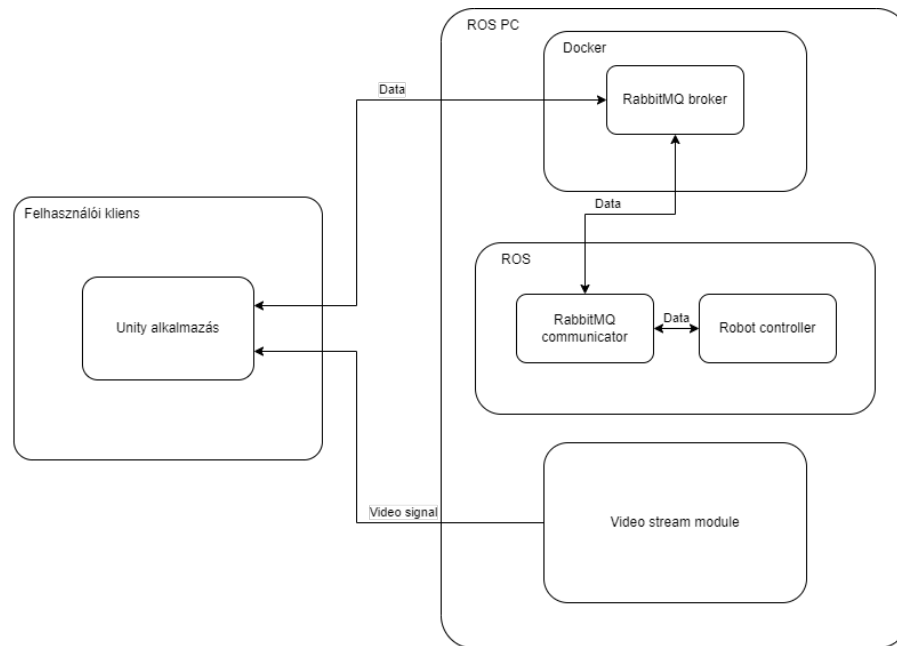 ROS PC
Docker
RabbitMQ broker
Data
Data
Felhasználói kliens
Unity alkalmazás
ROS
RabbitMQ
communicator
Data
Robot controller
Video signal
Video stream module